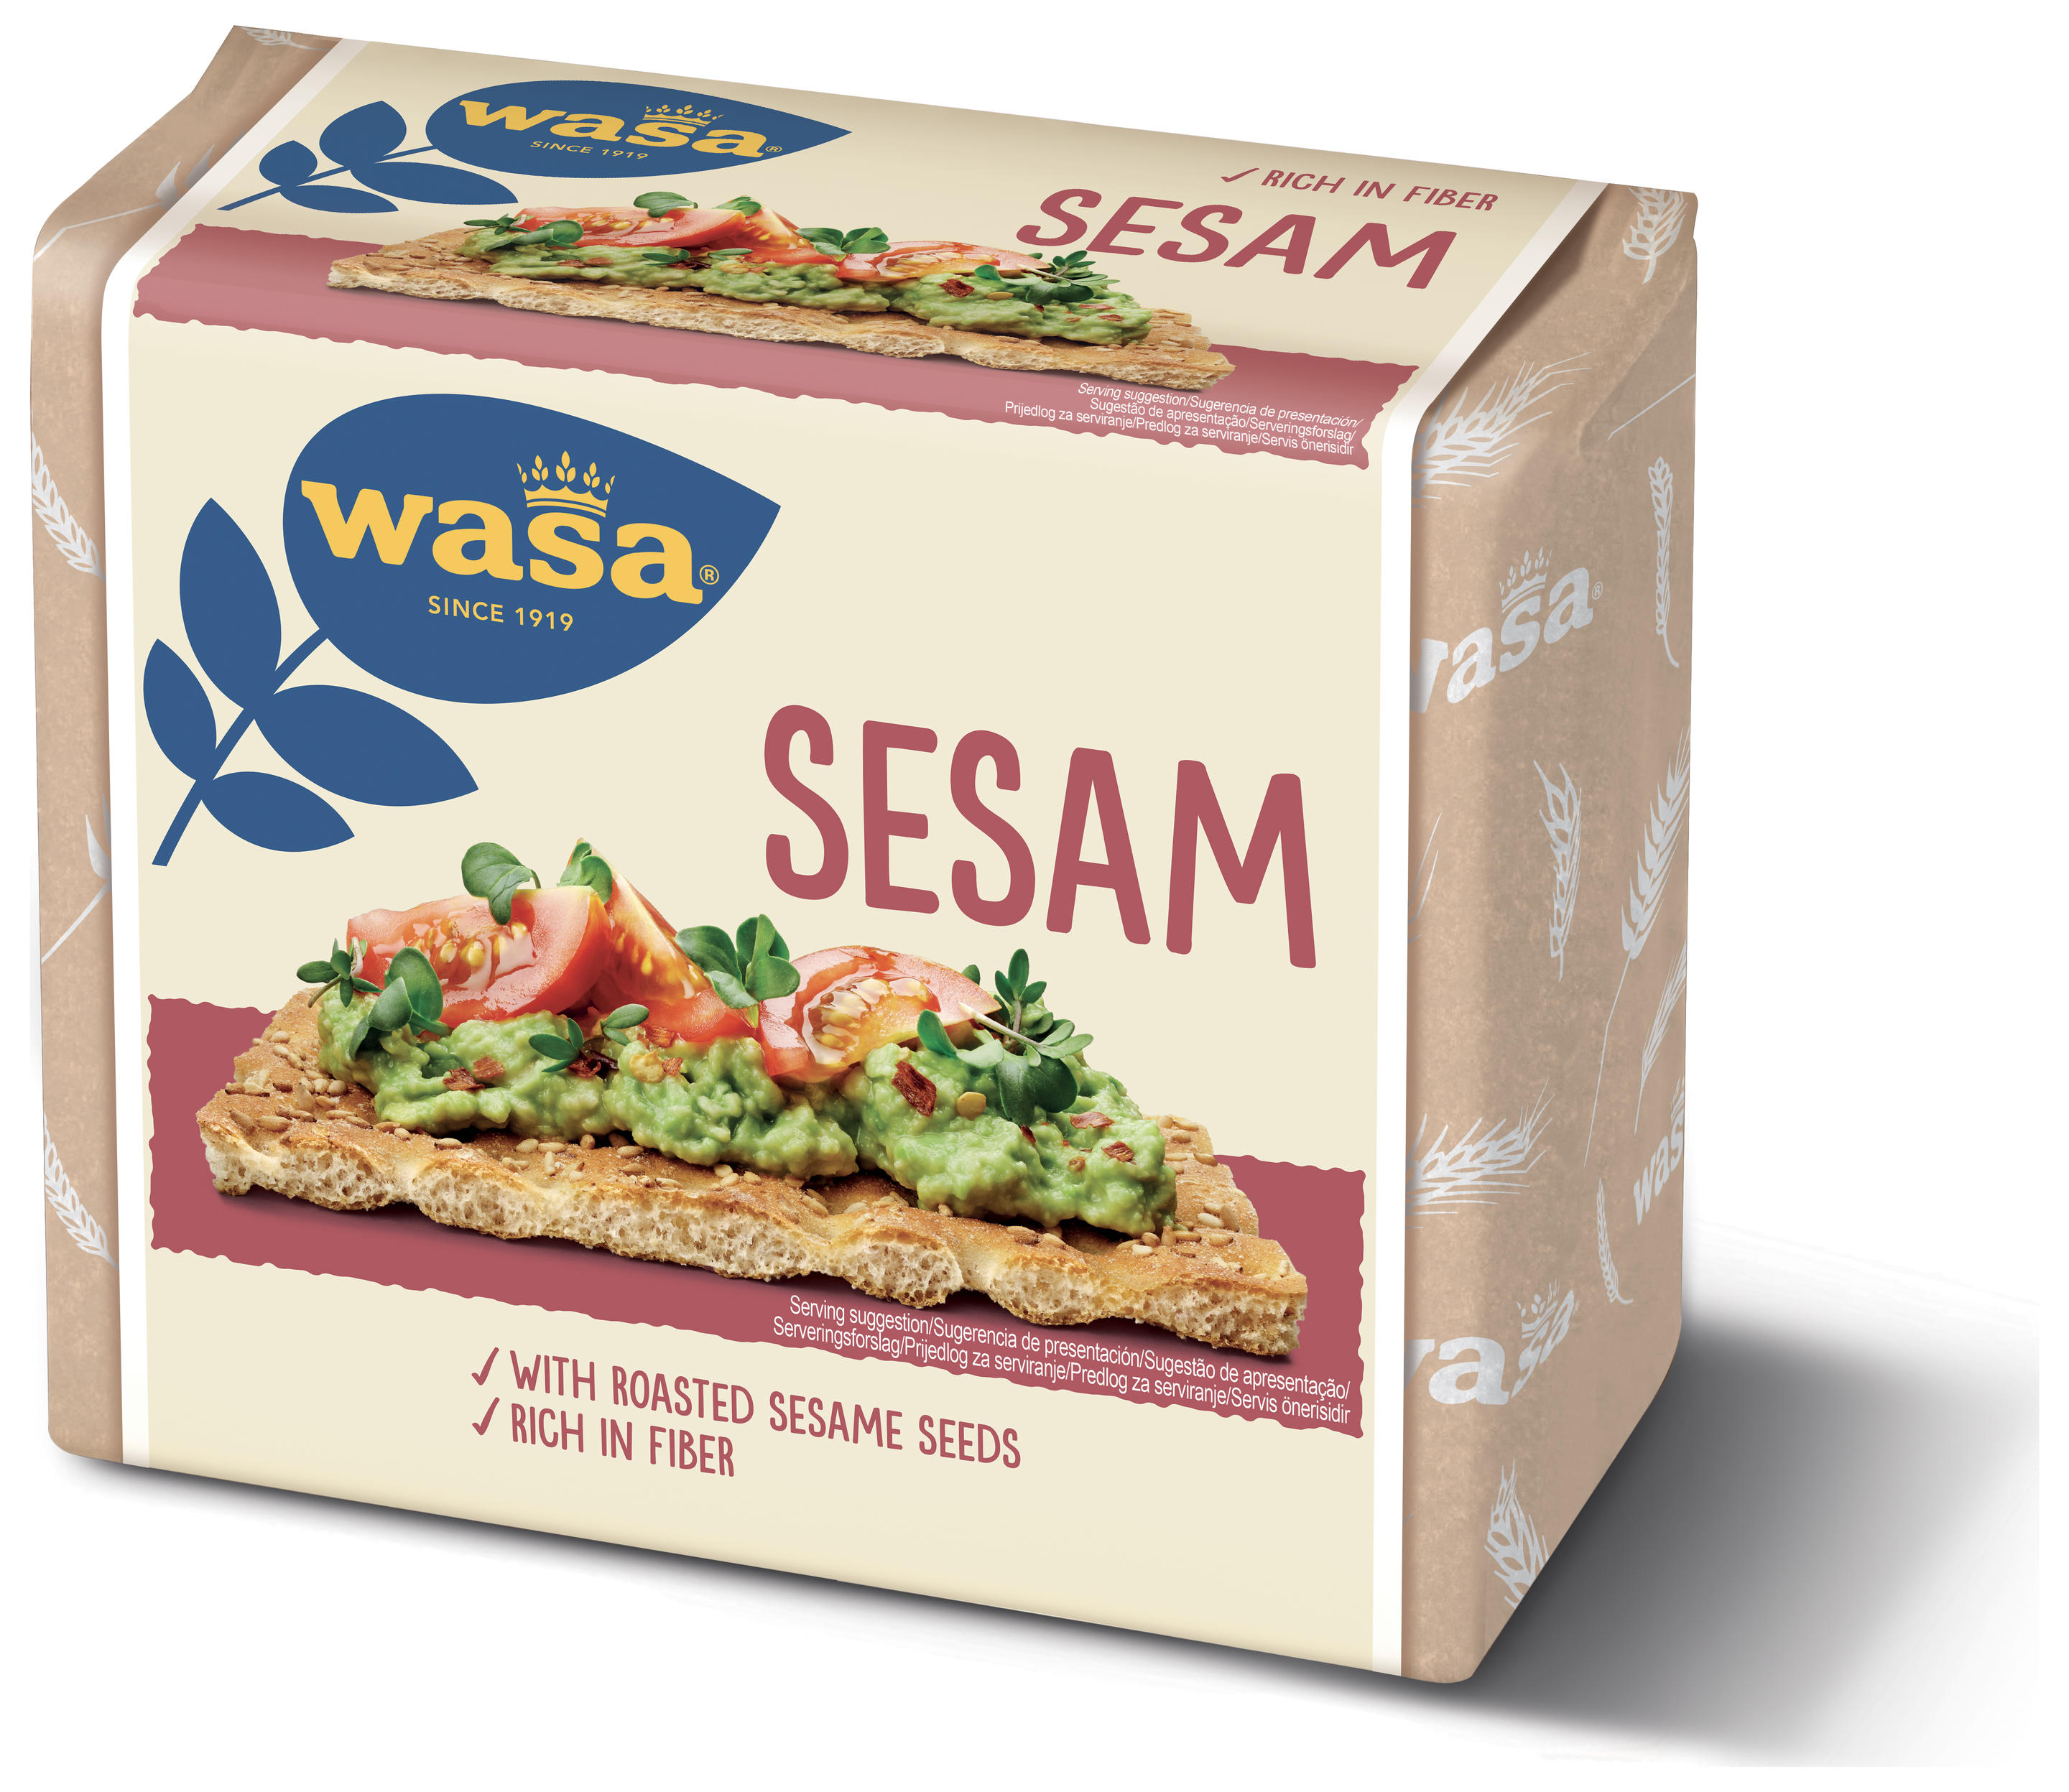 wasa®
SINCE 1919
✓ RICH IN FIBER
SESAM
Serving suggestion/Sugerencia de presentación/
Sugestão de apresentação/Serveringsforslag/
Prijedlog za serviranje/Predlog za serviranje/Servis önerisidir
wasa®
SINCE 1919
SESAM
Serving suggestion/Sugerencia de presentación/Sugestão de apresentação/
Serveringsforslag/Prijedlog za serviranje/Predlog za serviranje/Servis önerisidir
✓ WITH ROASTED SESAME SEEDS
✓ RICH IN FIBER
wasa®
was
wasa